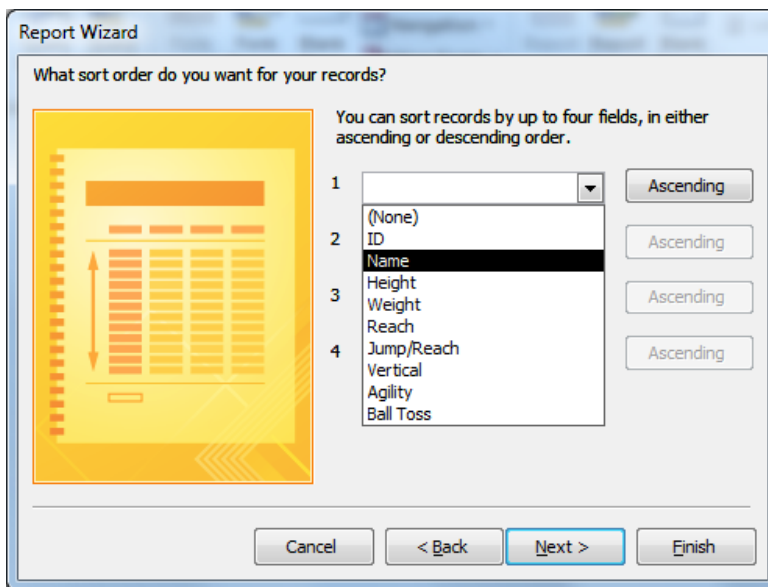 Report Wizard
What sort order do you want for your records?
You can sort records by up to four fields, in either
ascending or descending order.
1 Ascending
(None)
2 ID Ascending
Name
Height
3 Weight Ascending
Reach
4 Jump/Reach Ascending
Vertical
Agility
Ball Toss
Cancel < Back Next > Finish